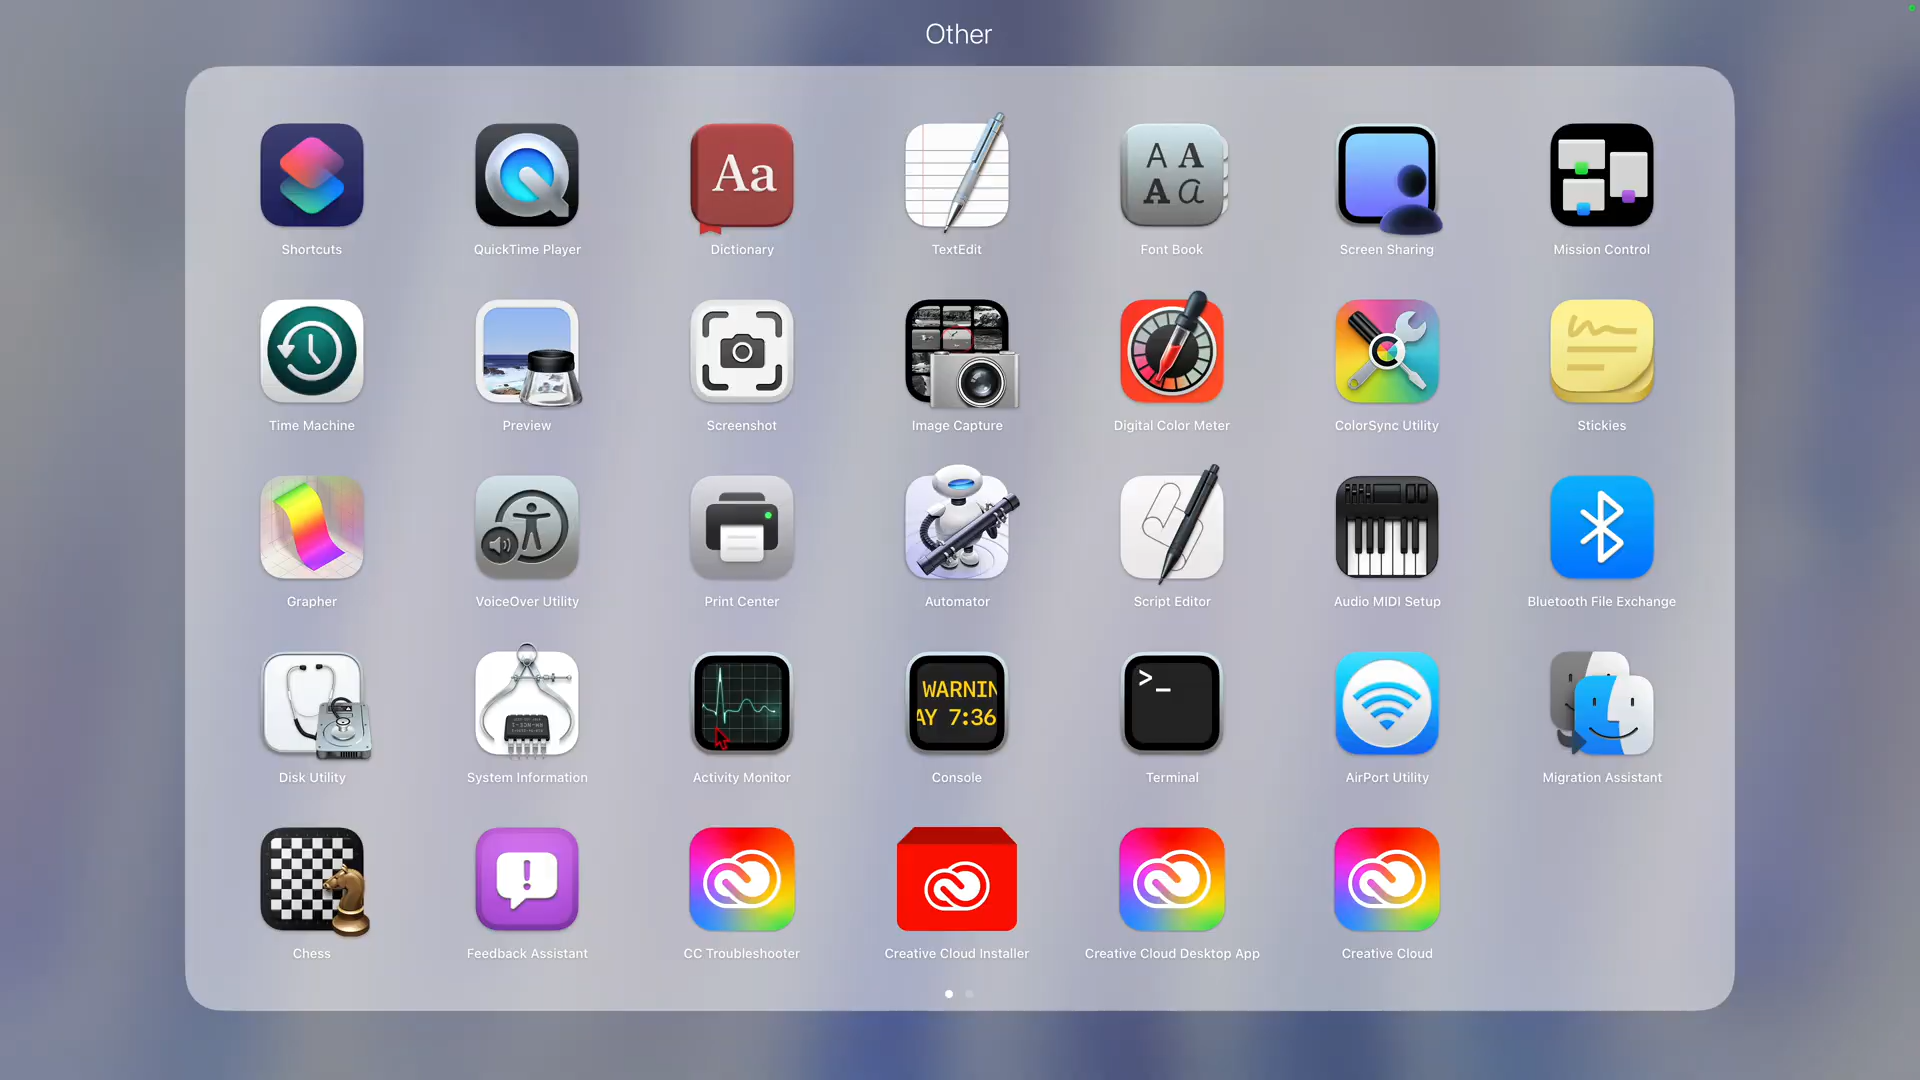 Other
Aa
A A
A a
Shortcuts
QuickTime Player
Dictionary
TextEdit
Font Book
Screen Sharing
Mission Control
Time Machine
Preview
Screenshot
Image Capture
Digital Color Meter
ColorSync Utility
Stickies
Grapher
VoiceOver Utility
Print Center
Automator
Script Editor
Audio MIDI Setup
Bluetooth File Exchange
WARNIN
AY 7:36
>_
Disk Utility
System Information
Activity Monitor
Console
Terminal
AirPort Utility
Migration Assistant
!
Chess
Feedback Assistant
CC Troubleshooter
Creative Cloud Installer
Creative Cloud Desktop App
Creative Cloud